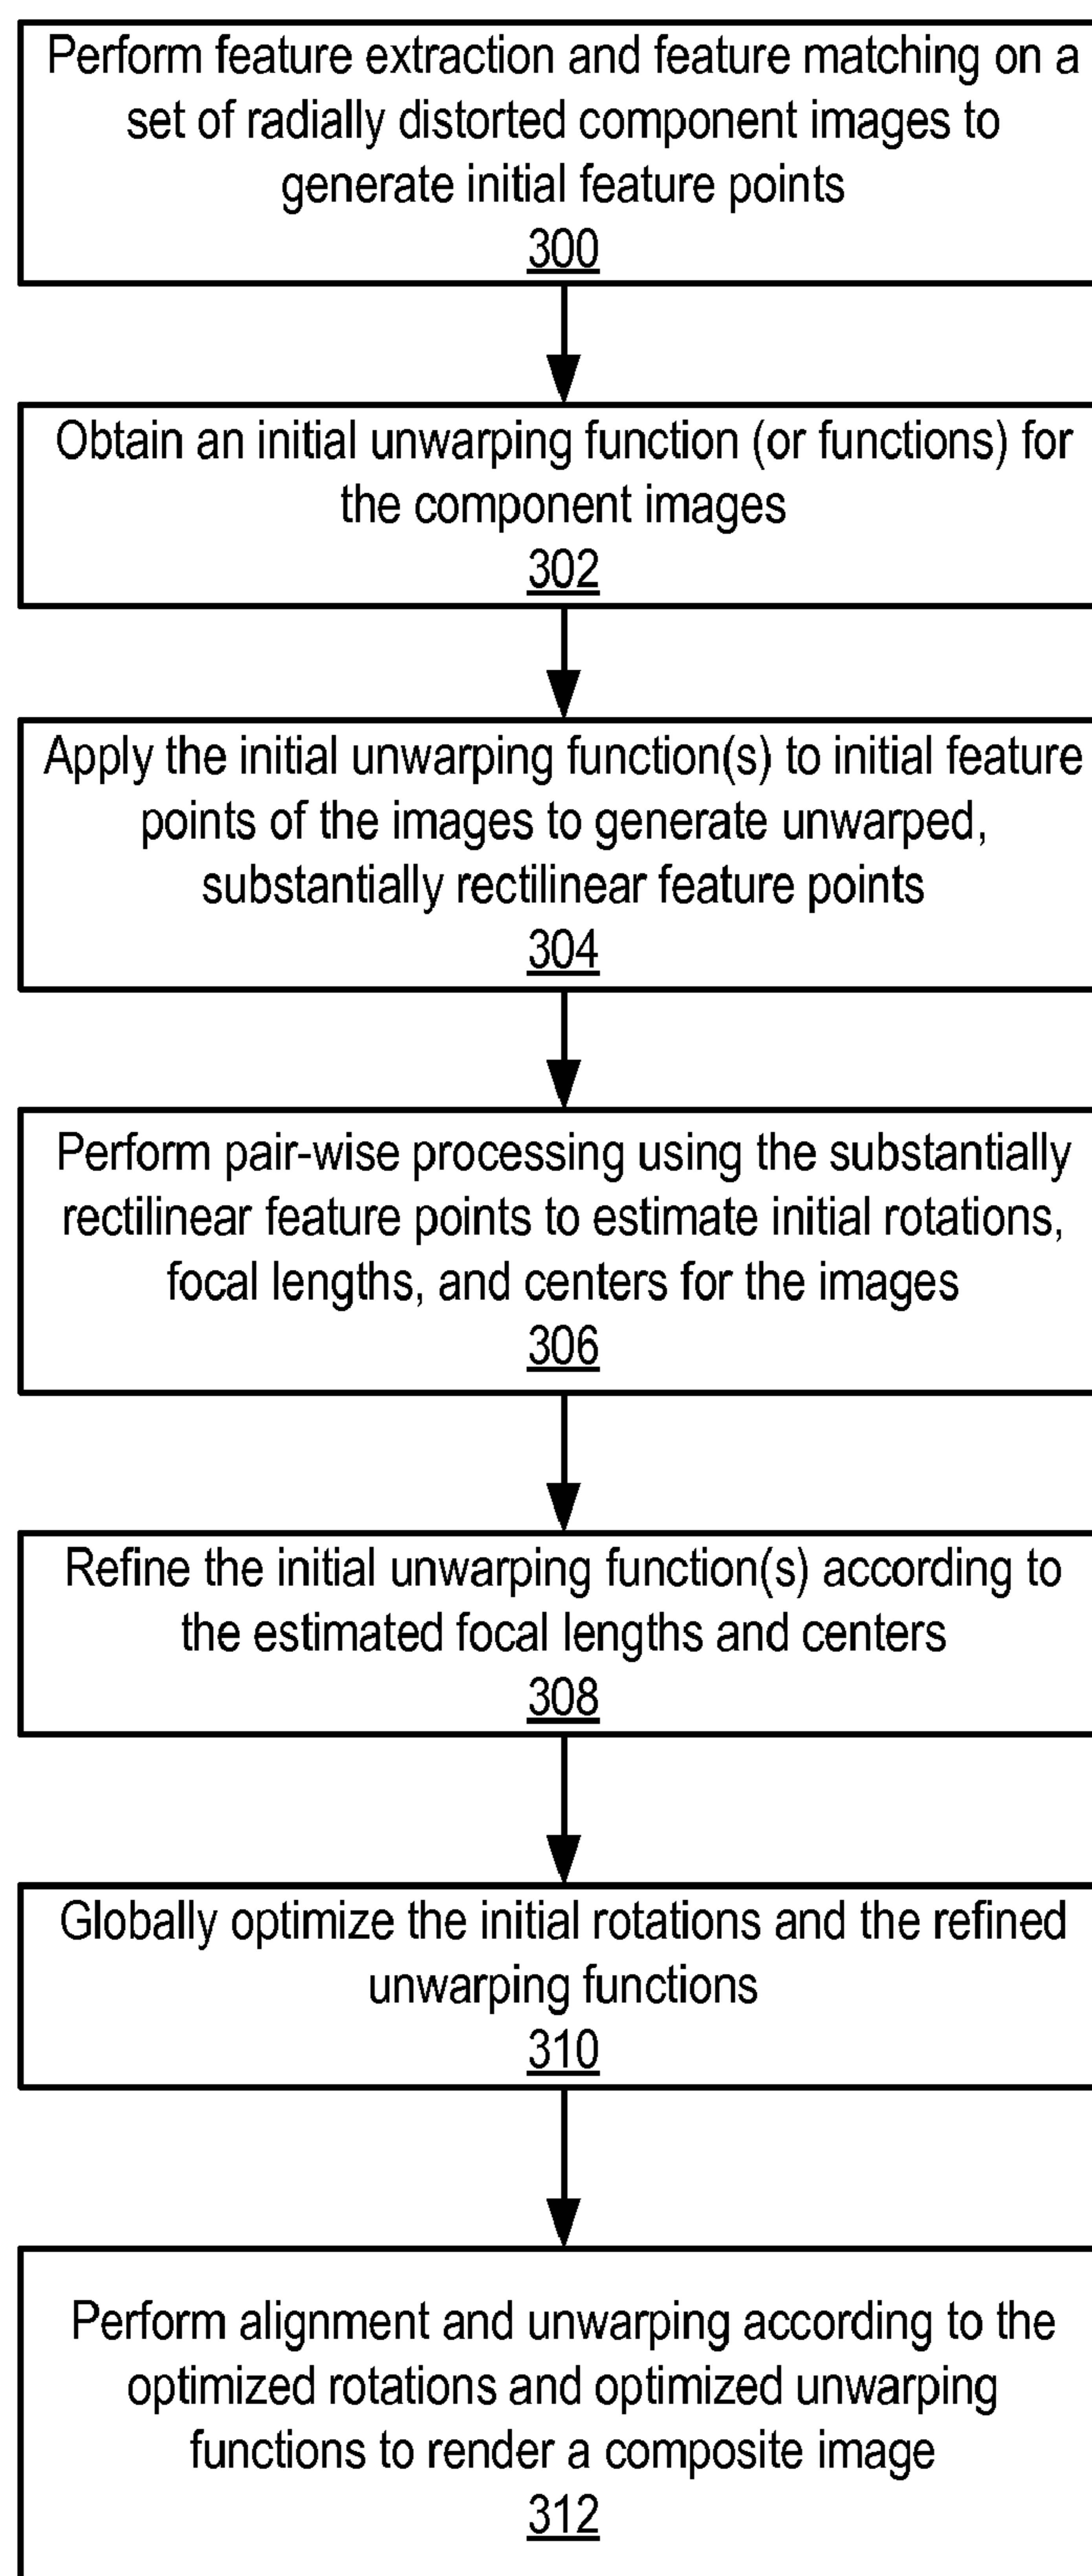 Perform feature extraction and feature matching on a
set of radially distorted component images to
generate initial feature points
300
Obtain an initial unwarping function (or functions) for
the component images
302
Apply the initial unwarping function(s) to initial feature
points of the images to generate unwarped,
substantially rectilinear feature points
304
Perform pair-wise processing using the substantially
rectilinear feature points to estimate initial rotations,
focal lengths, and centers for the images
306
Refine the initial unwarping function(s) according to
the estimated focal lengths and centers
308
Globally optimize the initial rotations and the refined
unwarping functions
310
Perform alignment and unwarping according to the
optimized rotations and optimized unwarping
functions to render a composite image
312